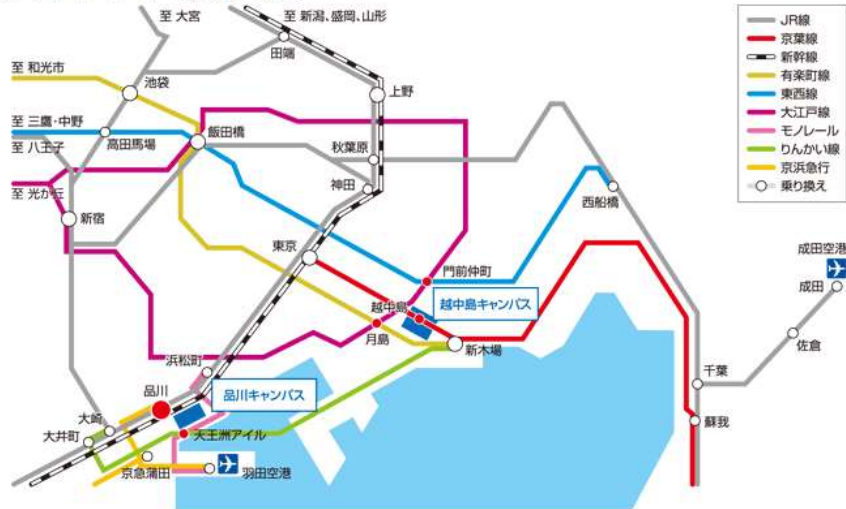 至 大宮
至 新潟、盛岡、山形
田端
至 和光市
池袋
上野
至 三鷹・中野
高田馬場
飯田橋
秋葉原
至 八王子
神田
至 光が丘
新宿
西船橋
東京
門前仲町
越中島
越中島キャンパス
月島
新木場
浜松町
品川
品川キャンパス
大崎
大井町
天王洲アイル
京急蒲田
羽田空港
成田空港
成田
佐倉
千葉
蘇我
JR線
京葉線
新幹線
有楽町線
東西線
大江戸線
モノレール
りんかい線
京浜急行
乗り換え